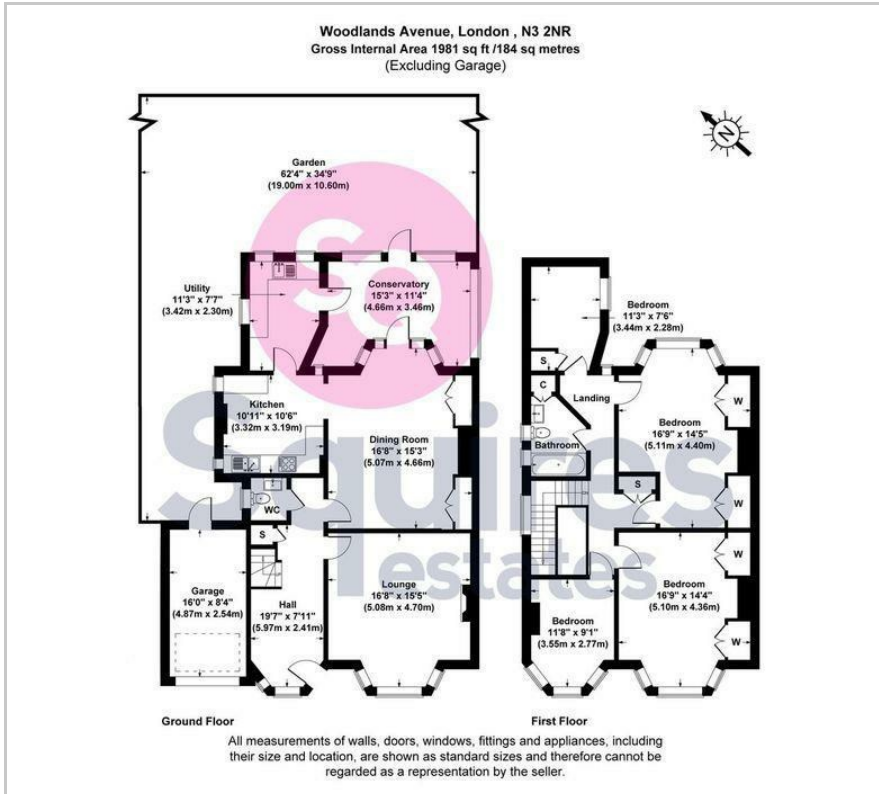 Woodlands Avenue, London , N3 2NR
Gross Internal Area 1981 sq ft /184 sq metres
(Excluding Garage)
N
Garden
62'4" x 34'9"
(19.00m x 10.60m)
Utility
11'3" x 7'7"
(3.42m x 2.30m)
Conservatory
15'3" x 11'4"
(4.66m x 3.46m)
Kitchen
10'11" x 10'6"
(3.32m x 3.19m)
Dining Room
16'8" x 15'3"
(5.07m x 4.66m)
WC
S
Garage
16'0" x 8'4"
(4.87m x 2.54m)
Hall
19'7" x 7'11"
(5.97m x 2.41m)
Lounge
16'8" x 15'5"
(5.08m x 4.70m)
Ground Floor
Bedroom
11'3" x 7'6"
(3.44m x 2.28m)
S
C
Landing
W
Bathroom
Bedroom
16'9" x 14'5"
(5.11m x 4.40m)
S
W
W
Bedroom
16'9" x 14'4"
(5.10m x 4.36m)
Bedroom
11'8" x 9'1"
(3.55m x 2.77m)
W
First Floor
SQ
Squires
estates
All measurements of walls, doors, windows, fittings and appliances, including
their size and location, are shown as standard sizes and therefore cannot be
regarded as a representation by the seller.